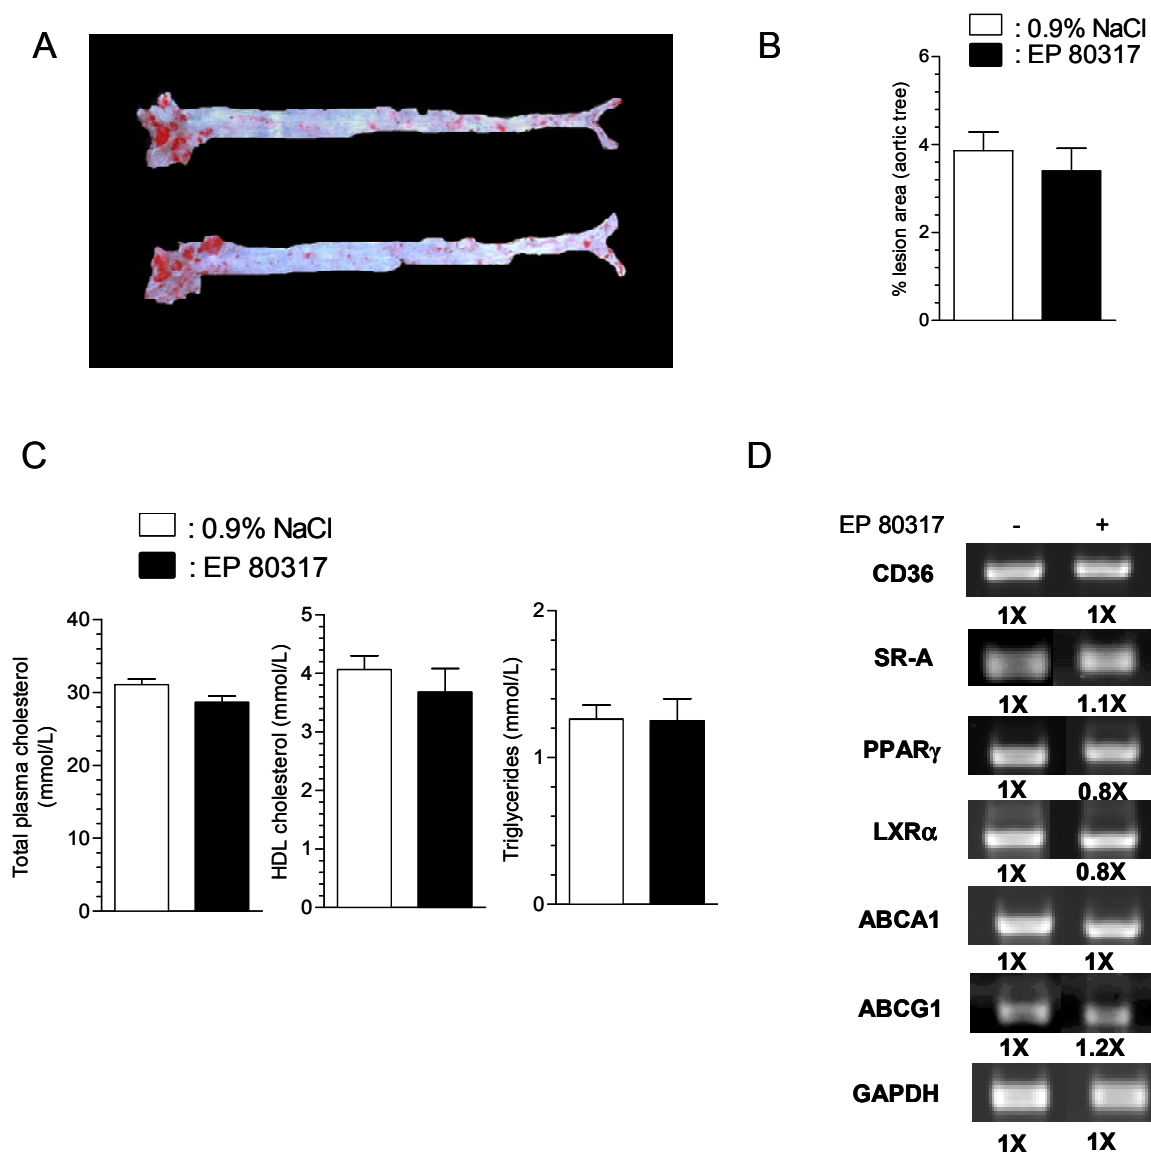 A
B
: 0.9% NaCl
: EP 80317
% lesion area (aortic tree)
6
4
2
0
C
: 0.9% NaCl
: EP 80317
Total plasma cholesterol
(mmol/L)
40
30
20
10
0
HDL cholesterol (mmol/L)
5
4
3
2
1
0
Triglycerides (mmol/L)
2
1
0
D
EP 80317 - +
CD36
1X 1X
SR-A
1X 1.1X
PPARγ
1X 0.8X
LXRα
1X 0.8X
ABCA1
1X 1X
ABCG1
1X 1.2X
GAPDH
1X 1X